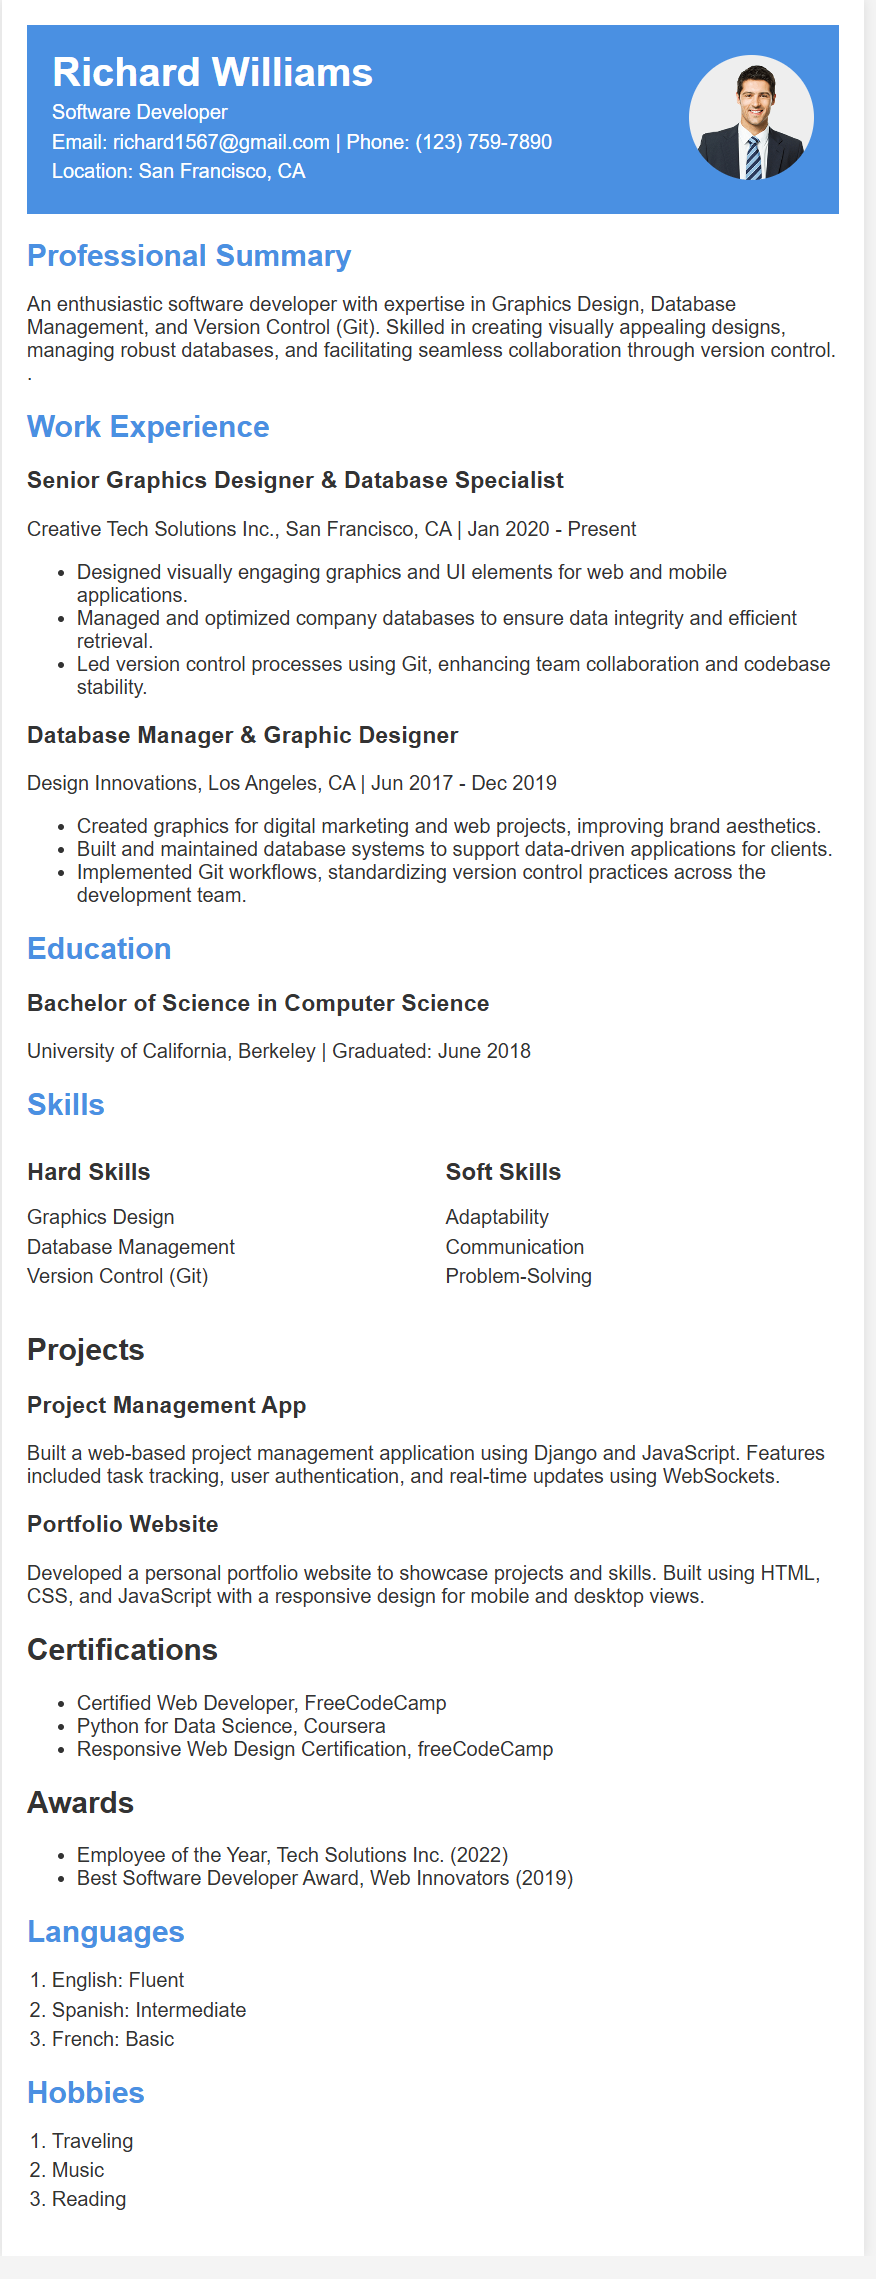 Richard Williams
Software Developer
Email: richard1567@gmail.com | Phone: (123) 759-7890
Location: San Francisco, CA
Professional Summary
An enthusiastic software developer with expertise in Graphics Design, Database
Management, and Version Control (Git). Skilled in creating visually appealing designs,
managing robust databases, and facilitating seamless collaboration through version control.
.
Work Experience
Senior Graphics Designer & Database Specialist
Creative Tech Solutions Inc., San Francisco, CA | Jan 2020 - Present
• Designed visually engaging graphics and UI elements for web and mobile
applications.
• Managed and optimized company databases to ensure data integrity and efficient
retrieval.
• Led version control processes using Git, enhancing team collaboration and codebase
stability.
Database Manager & Graphic Designer
Design Innovations, Los Angeles, CA | Jun 2017 - Dec 2019
• Created graphics for digital marketing and web projects, improving brand aesthetics.
• Built and maintained database systems to support data-driven applications for clients.
• Implemented Git workflows, standardizing version control practices across the
development team.
Education
Bachelor of Science in Computer Science
University of California, Berkeley | Graduated: June 2018
Skills
Hard Skills
Graphics Design
Database Management
Version Control (Git)
Soft Skills
Adaptability
Communication
Problem-Solving
Projects
Project Management App
Built a web-based project management application using Django and JavaScript. Features
included task tracking, user authentication, and real-time updates using WebSockets.
Portfolio Website
Developed a personal portfolio website to showcase projects and skills. Built using HTML,
CSS, and JavaScript with a responsive design for mobile and desktop views.
Certifications
• Certified Web Developer, FreeCodeCamp
• Python for Data Science, Coursera
• Responsive Web Design Certification, freeCodeCamp
Awards
• Employee of the Year, Tech Solutions Inc. (2022)
• Best Software Developer Award, Web Innovators (2019)
Languages
1. English: Fluent
2. Spanish: Intermediate
3. French: Basic
Hobbies
1. Traveling
2. Music
3. Reading